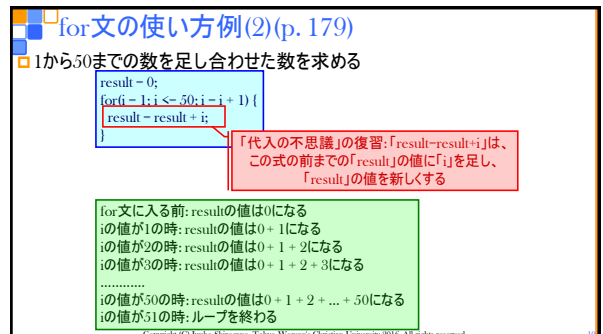 for文の使い方例(2)(p. 179)
1から50までの数を足し合わせた数を求める
result = 0;
for(i = 1; i <= 50; i = i + 1) {
result = result + i;
}
「代入の不思議」の復習:「result=result+i」は、
この式の前までの「result」の値に「i」を足し、
「result」の値を新しくする
for文に入る前: resultの値は0になる
iの値が1の時: resultの値は0 + 1になる
iの値が2の時: resultの値は0 + 1 + 2になる
iの値が3の時: resultの値は0 + 1 + 2 + 3になる
............
iの値が50の時: resultの値は0 + 1 + 2 + ... + 50になる
iの値が51の時: ループを終わる